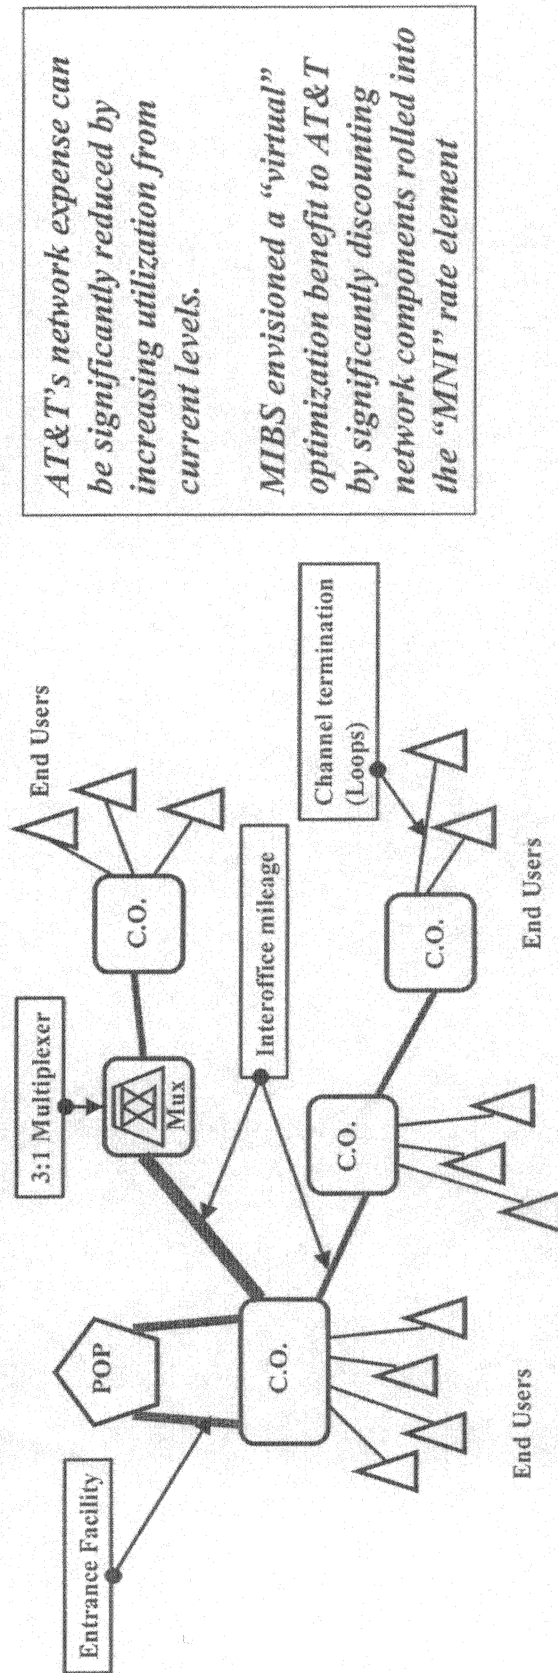 Entrance Facility
POP
C.O.
End Users
3:1 Multiplexer
Mux
C.O.
End Users
Interoffice mileage
C.O.
C.O.
End Users
Channel termination
(Loops)
AT&T's network expense can
be significantly reduced by
increasing utilization from
current levels.
MIBS envisioned a "virtual"
optimization benefit to AT&T
by significantly discounting
network components rolled into
the "MNI" rate element